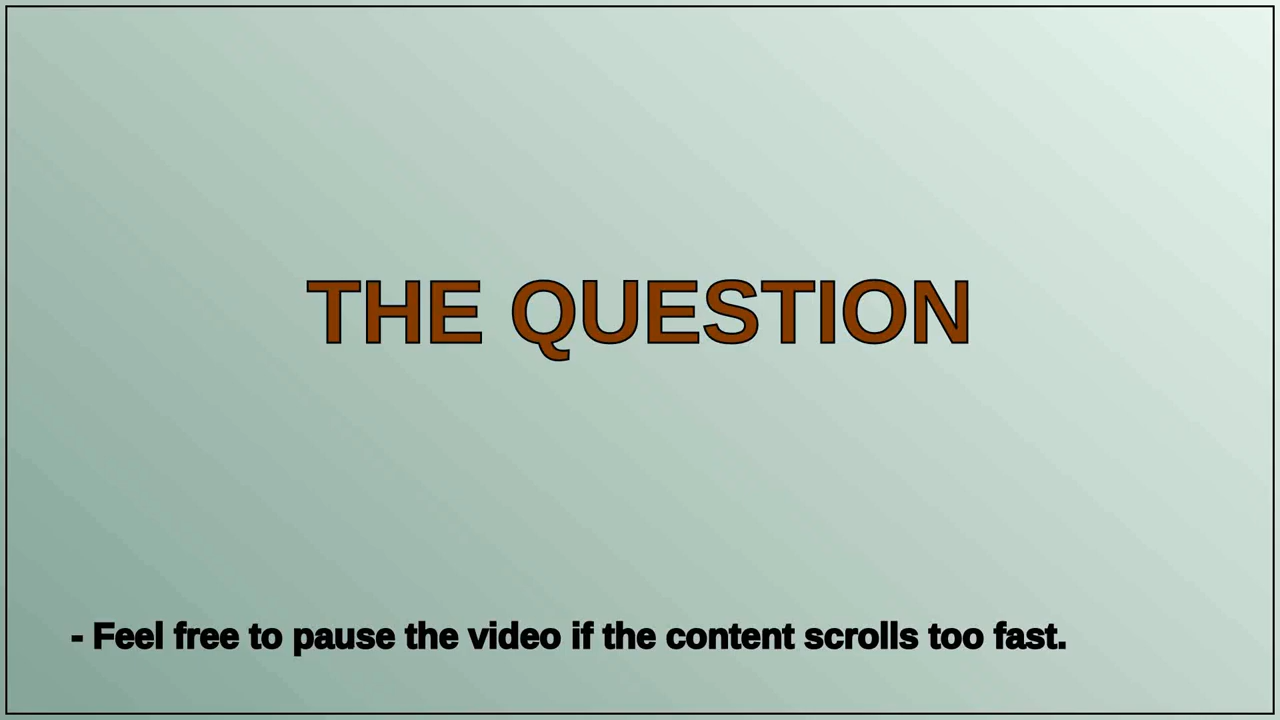 THE QUESTION
- Feel free to pause the video if the content scrolls too fast.